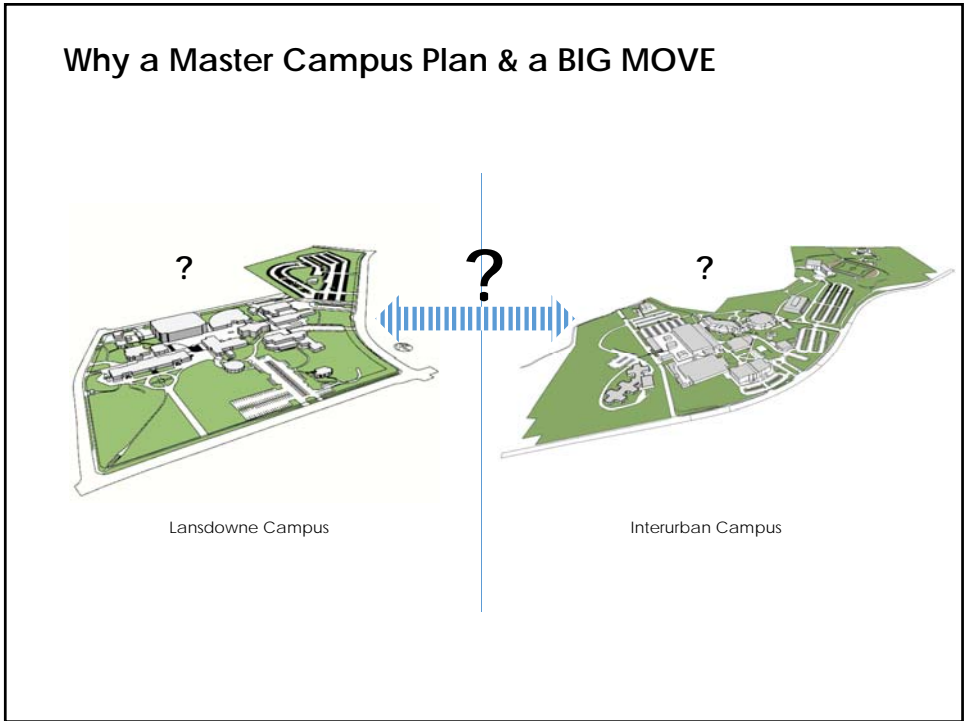 Why a Master Campus Plan & a BIG MOVE
?
?
?
Lansdowne Campus
Interurban Campus